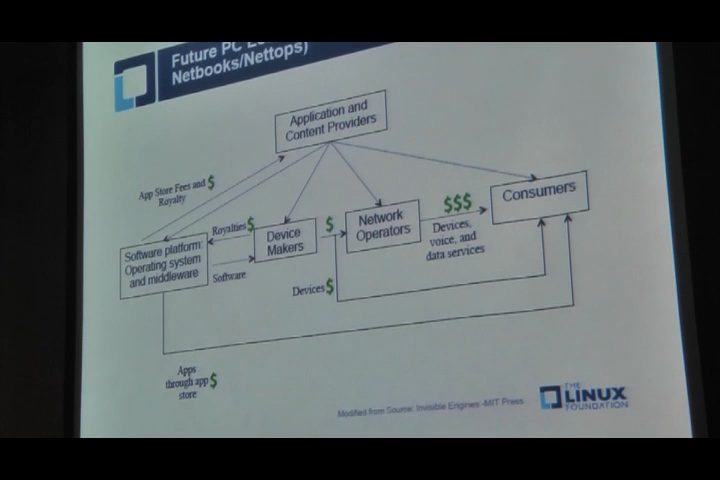 Future PC
Netbooks/Nettops)
Application and
Content Providers
App Store Fees and $
Royalty
Consumers
$$$
Network
Operators
Devices,
voice, and
data services
Royalties $
Device
Makers
$
Software platform:
Operating system
and middleware
Software
Devices $
Apps
through app $
store
Modified from Source: Invisible Engines -MIT Press
THE
LINUX
FOUNDATION